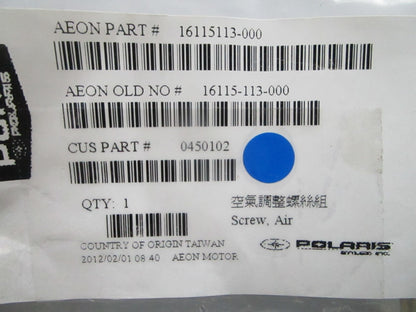 AEON PART # 16115113-000
AEON OLD NO # 16115-113-000
CUS PART # 0450102
QTY: 1 空氣調整螺絲組
Screw, Air
COUNTRY OF ORIGIN TAIWAN
2012/02/01 08:40 AEON MOTOR
POLARIS